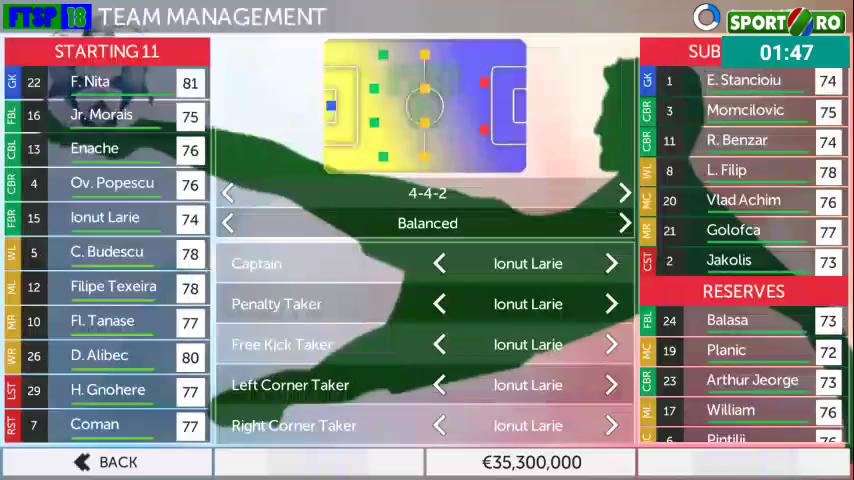 FTSP 18 TEAM MANAGEMENT
SPORT RO
01:47
STARTING 11
GK 22 F. Nita 81
FBL 16 Jr. Morais 75
CBL 13 Enache 76
CBR 4 Ov. Popescu 76
FBR 15 Ionut Larie 74
WL 5 C. Budescu 78
ML 12 Filipe Texeira 78
MR 10 Fl. Tanase 77
WR 26 D. Alibec 80
LST 29 H. Gnohere 77
RST 7 Coman 77
4-4-2
Balanced
Captain Ionut Larie
Penalty Taker Ionut Larie
Free Kick Taker Ionut Larie
Left Corner Taker Ionut Larie
Right Corner Taker Ionut Larie
SUB
GK 1 E. Stancioiu 74
CBR 3 Momcilovic 75
CBR 11 R. Benzar 74
WL 8 L. Filip 78
MC 20 Vlad Achim 76
MR 21 Golofca 77
CST 2 Jakolis 73
RESERVES
FBL 24 Balasa 73
MC 19 Planic 72
CBR 23 Arthur Jeorge 73
ML 17 William 76
6 Pintilii 76
BACK
€35,300,000